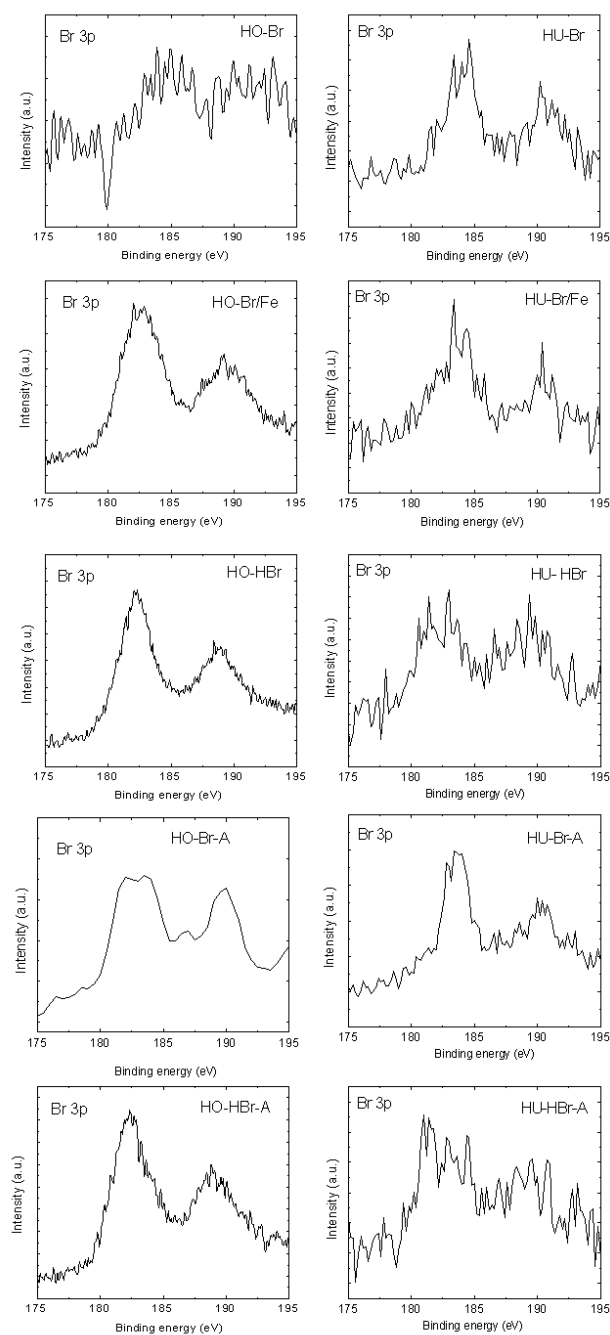 Br 3p
HO-Br
Intensity (a.u.)
175 180 185 190 195
Binding energy (eV)
Br 3p
HU-Br
Intensity (a.u.)
175 180 185 190 195
Binding energy (eV)
Br 3p
HO-Br/Fe
Intensity (a.u.)
175 180 185 190 195
Binding energy (eV)
Br 3p
HU-Br/Fe
Intensity (a.u.)
175 180 185 190 195
Binding energy (eV)
Br 3p
HO-HBr
Intensity (a.u.)
175 180 185 190 195
Binding energy (eV)
Br 3p
HU- HBr
Intensity (a.u.)
175 180 185 190 195
Binding energy (eV)
Br 3p
HO-Br-A
Intensity (a.u.)
175 180 185 190 195
Binding energy (eV)
Br 3p
HU-Br-A
Intensity (a.u.)
175 180 185 190 195
Binding energy (eV)
Br 3p
HO-HBr-A
Intensity (a.u.)
175 180 185 190 195
Binding energy (eV)
Br 3p
HU-HBr-A
Intensity (a.u.)
175 180 185 190 195
Binding energy (eV)